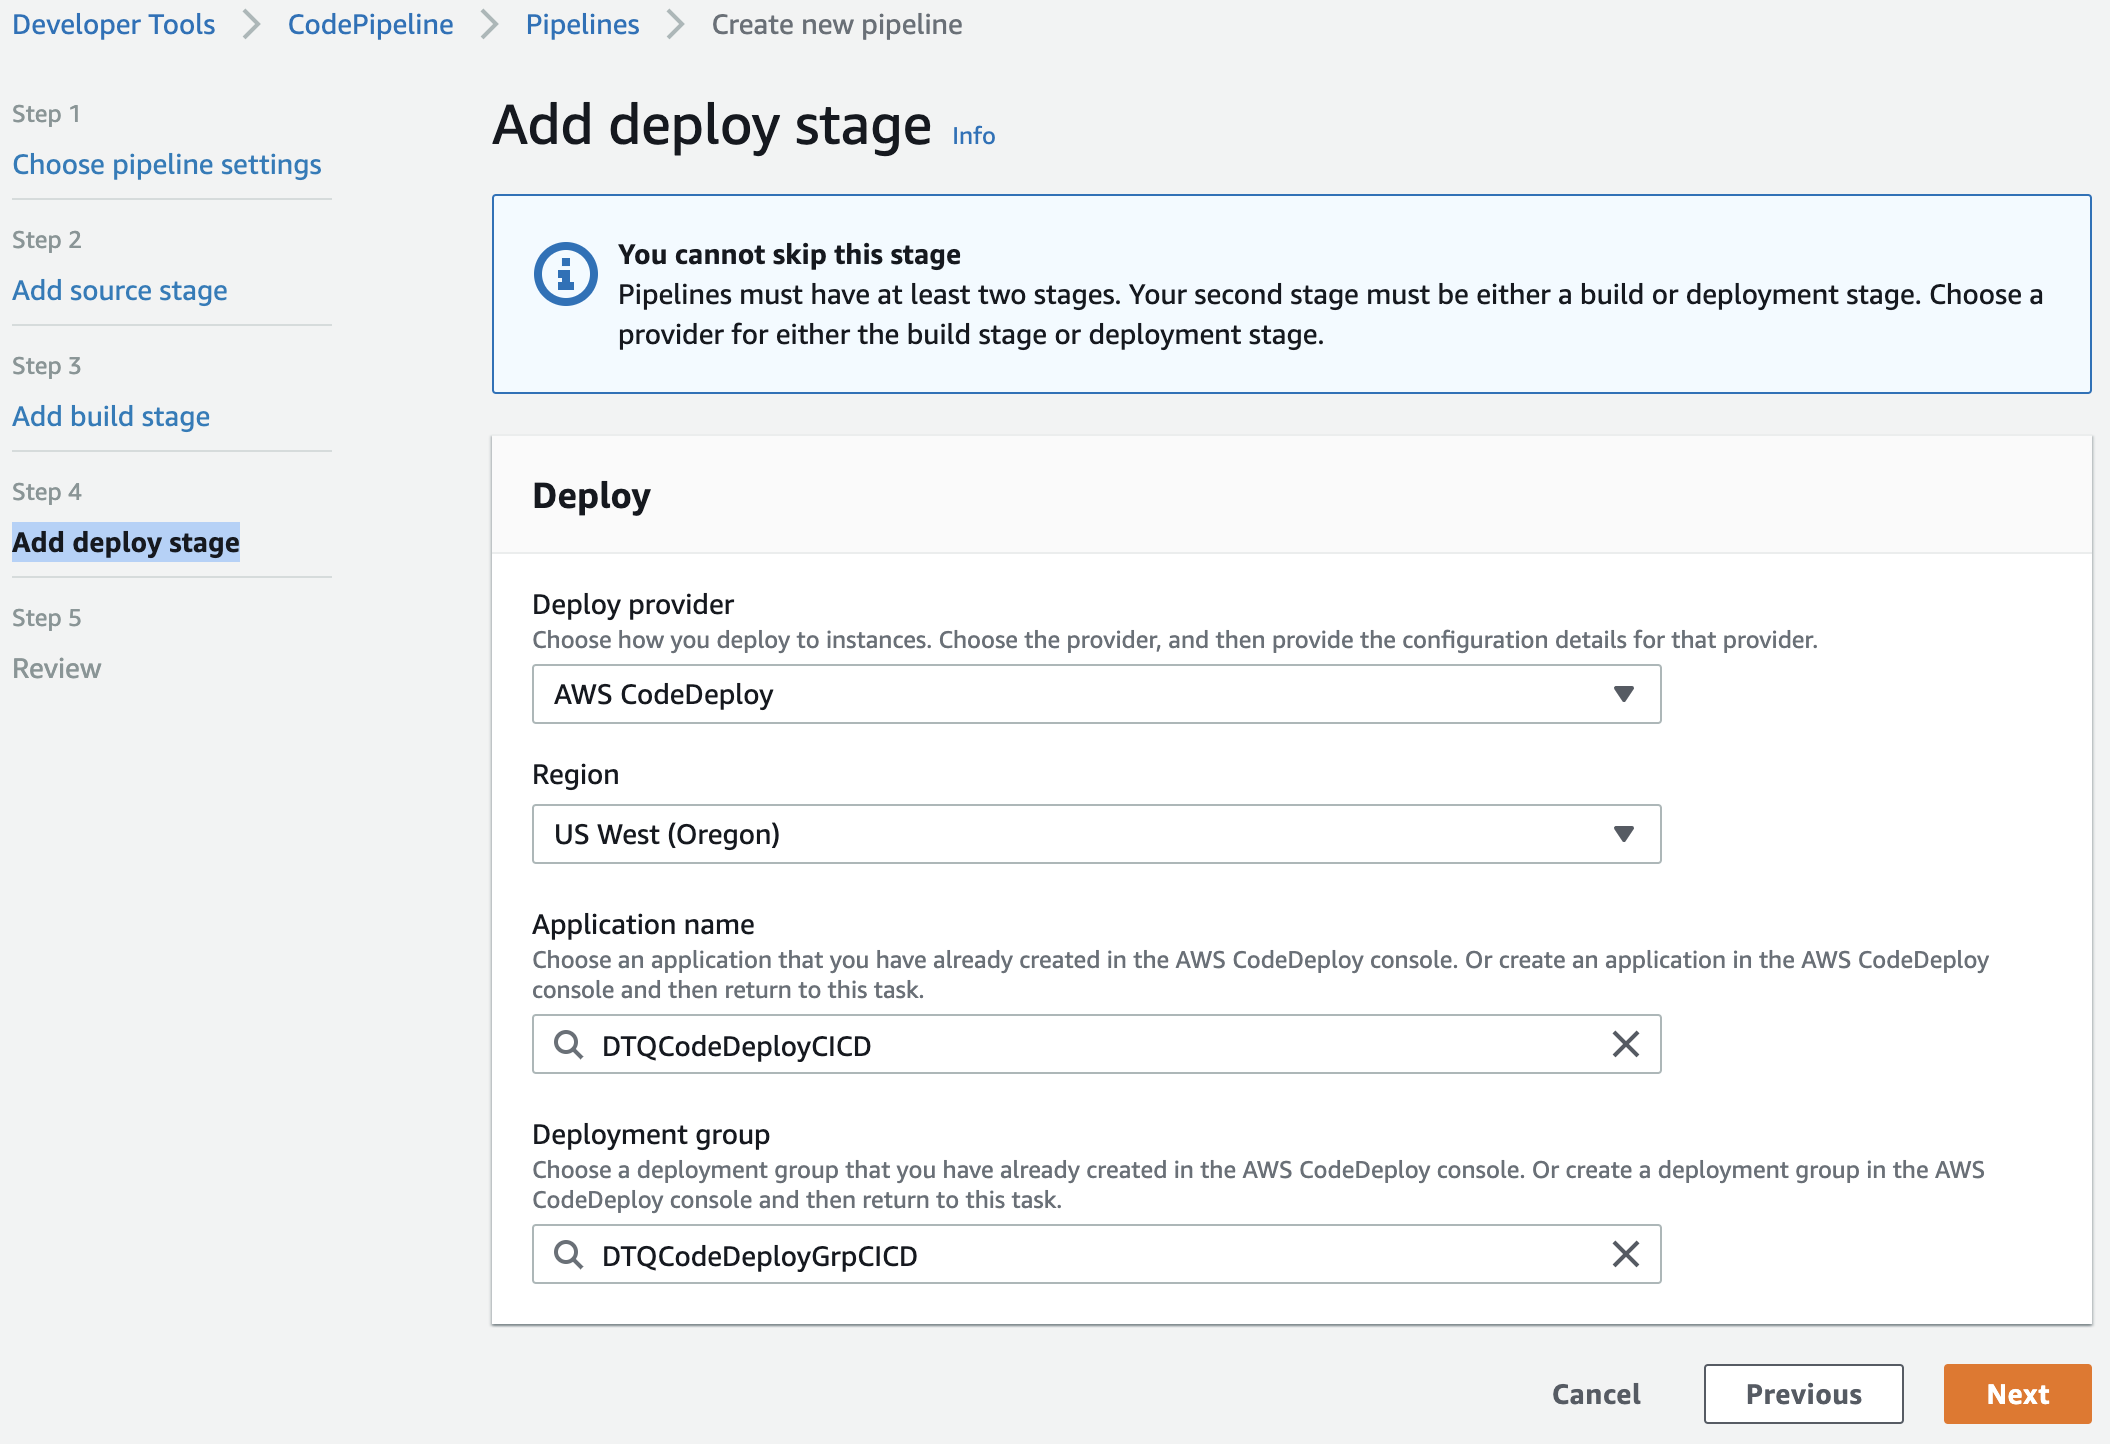 Developer Tools > CodePipeline > Pipelines > Create new pipeline
Step 1
Choose pipeline settings
Step 2
Add source stage
Step 3
Add build stage
Step 4
Add deploy stage
Step 5
Review
Add deploy stage Info
You cannot skip this stage
Pipelines must have at least two stages. Your second stage must be either a build or deployment stage. Choose a
provider for either the build stage or deployment stage.
Deploy
Deploy provider
Choose how you deploy to instances. Choose the provider, and then provide the configuration details for that provider.
AWS CodeDeploy
Region
US West (Oregon)
Application name
Choose an application that you have already created in the AWS CodeDeploy console. Or create an application in the AWS CodeDeploy
console and then return to this task.
DTQCodeDeployCICD
Deployment group
Choose a deployment group that you have already created in the AWS CodeDeploy console. Or create a deployment group in the AWS
CodeDeploy console and then return to this task.
DTQCodeDeployGrpCICD
Cancel Previous Next